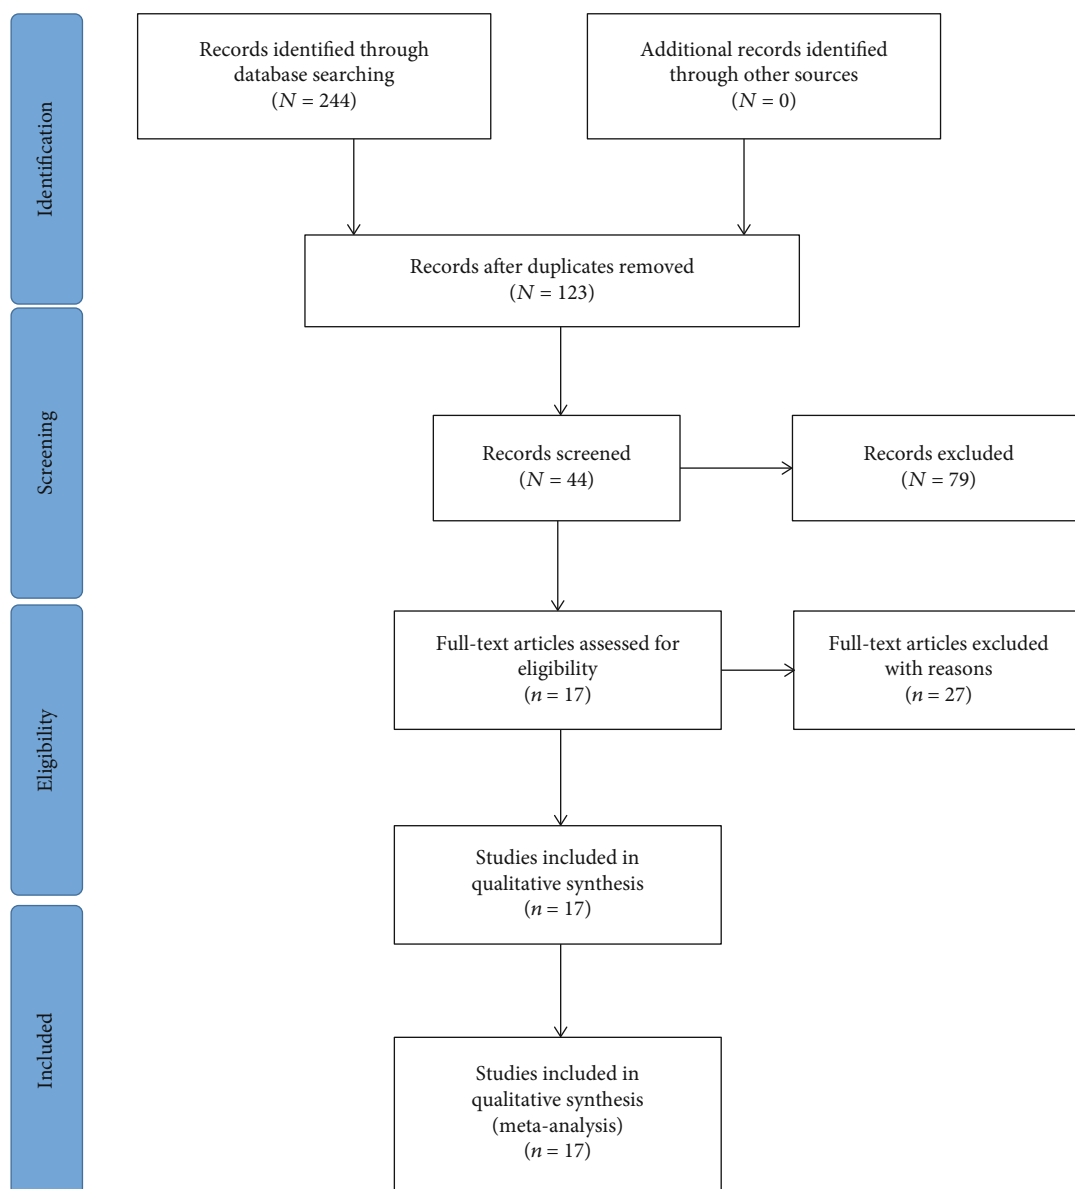 Identification
Records identified through
database searching
(N = 244)
Additional records identified
through other sources
(N = 0)
Records after duplicates removed
(N = 123)
Screening
Records screened
(N = 44)
Records excluded
(N = 79)
Eligibility
Full-text articles assessed for
eligibility
(n = 17)
Full-text articles excluded
with reasons
(n = 27)
Studies included in
qualitative synthesis
(n = 17)
Included
Studies included in
qualitative synthesis
(meta-analysis)
(n = 17)